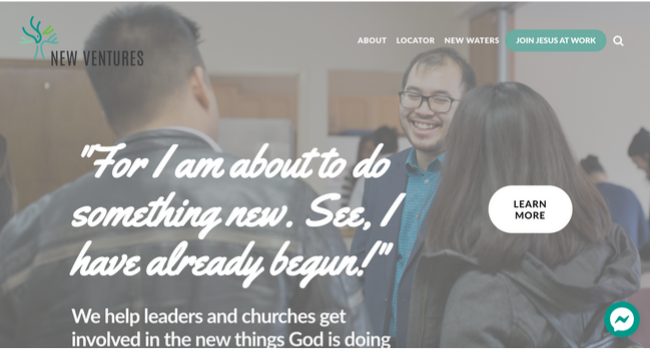 NEW VENTURES
ABOUT LOCATOR NEW WATERS JOIN JESUS AT WORK
"For I am about to do
something new. See, I
have already begun!"
LEARN
MORE
We help leaders and churches get
involved in the new things God is doing